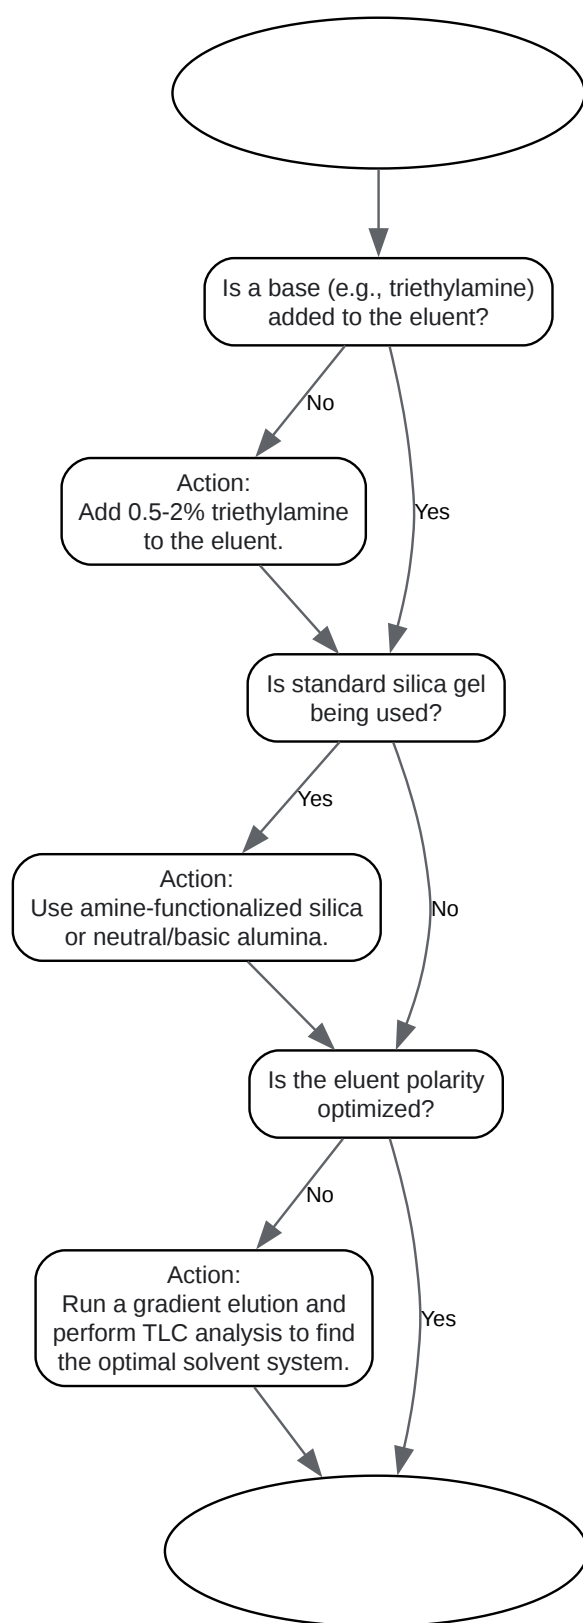 Is a base (e.g., triethylamine)
added to the eluent?
No
Action:
Add 0.5-2% triethylamine
to the eluent.
Yes
Is standard silica gel
being used?
Yes
Action:
Use amine-functionalized silica
or neutral/basic alumina.
No
Is the eluent polarity
optimized?
No
Action:
Run a gradient elution and
perform TLC analysis to find
the optimal solvent system.
Yes